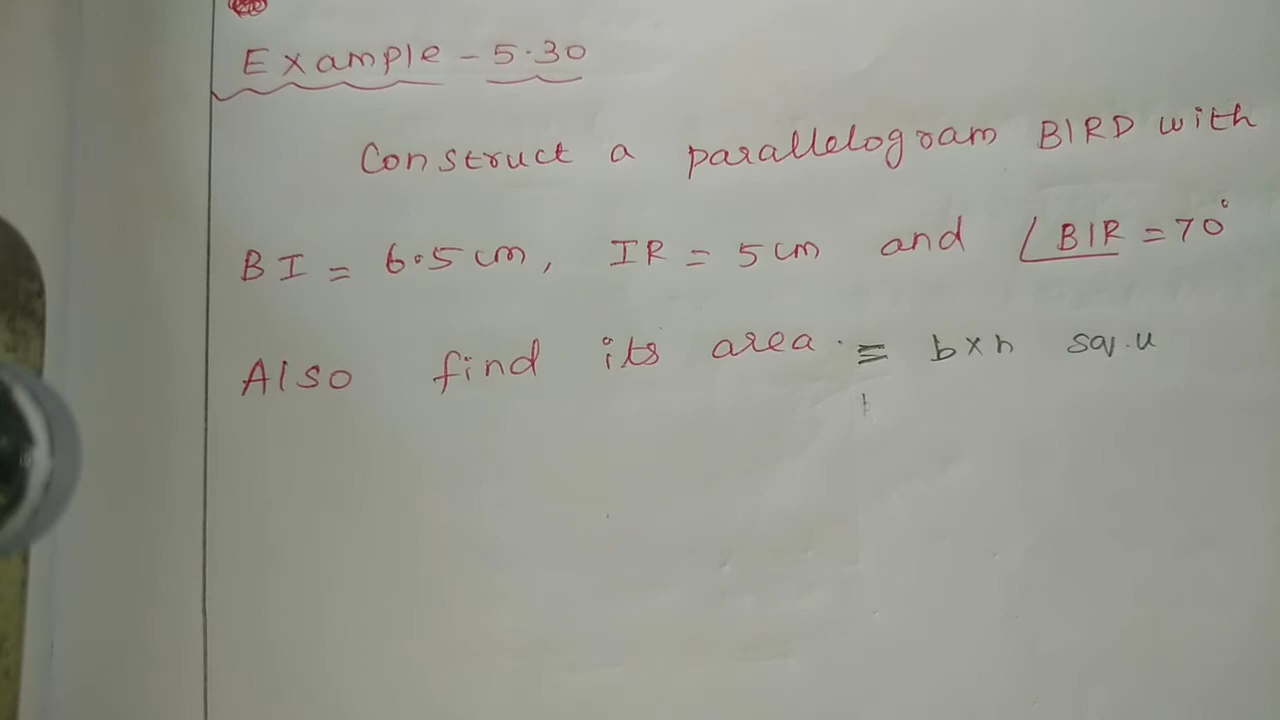 Example - 5.30
Construct a parallelogram BIRD with
BI = 6.5 cm, IR = 5 cm and ∠BIR = 70°
Also find its area. = b×h sq.u